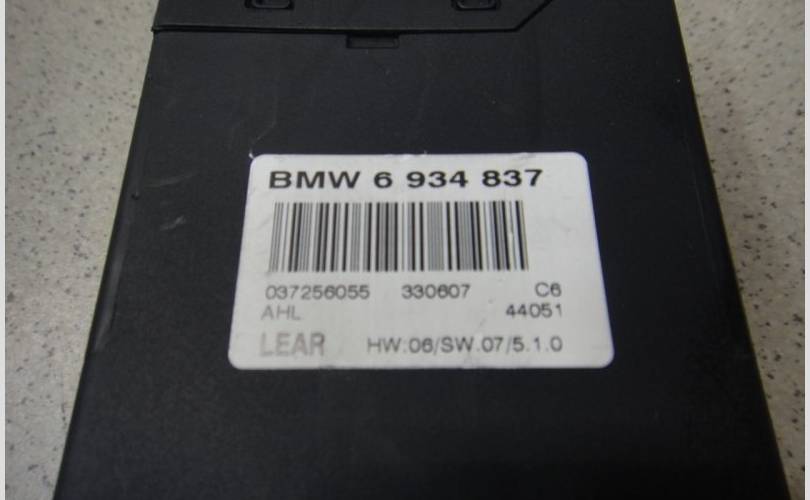 BMW 6 934 837
037256055 330607 C6
AHL 44051
LEAR HW:06/SW.07/5.1.0